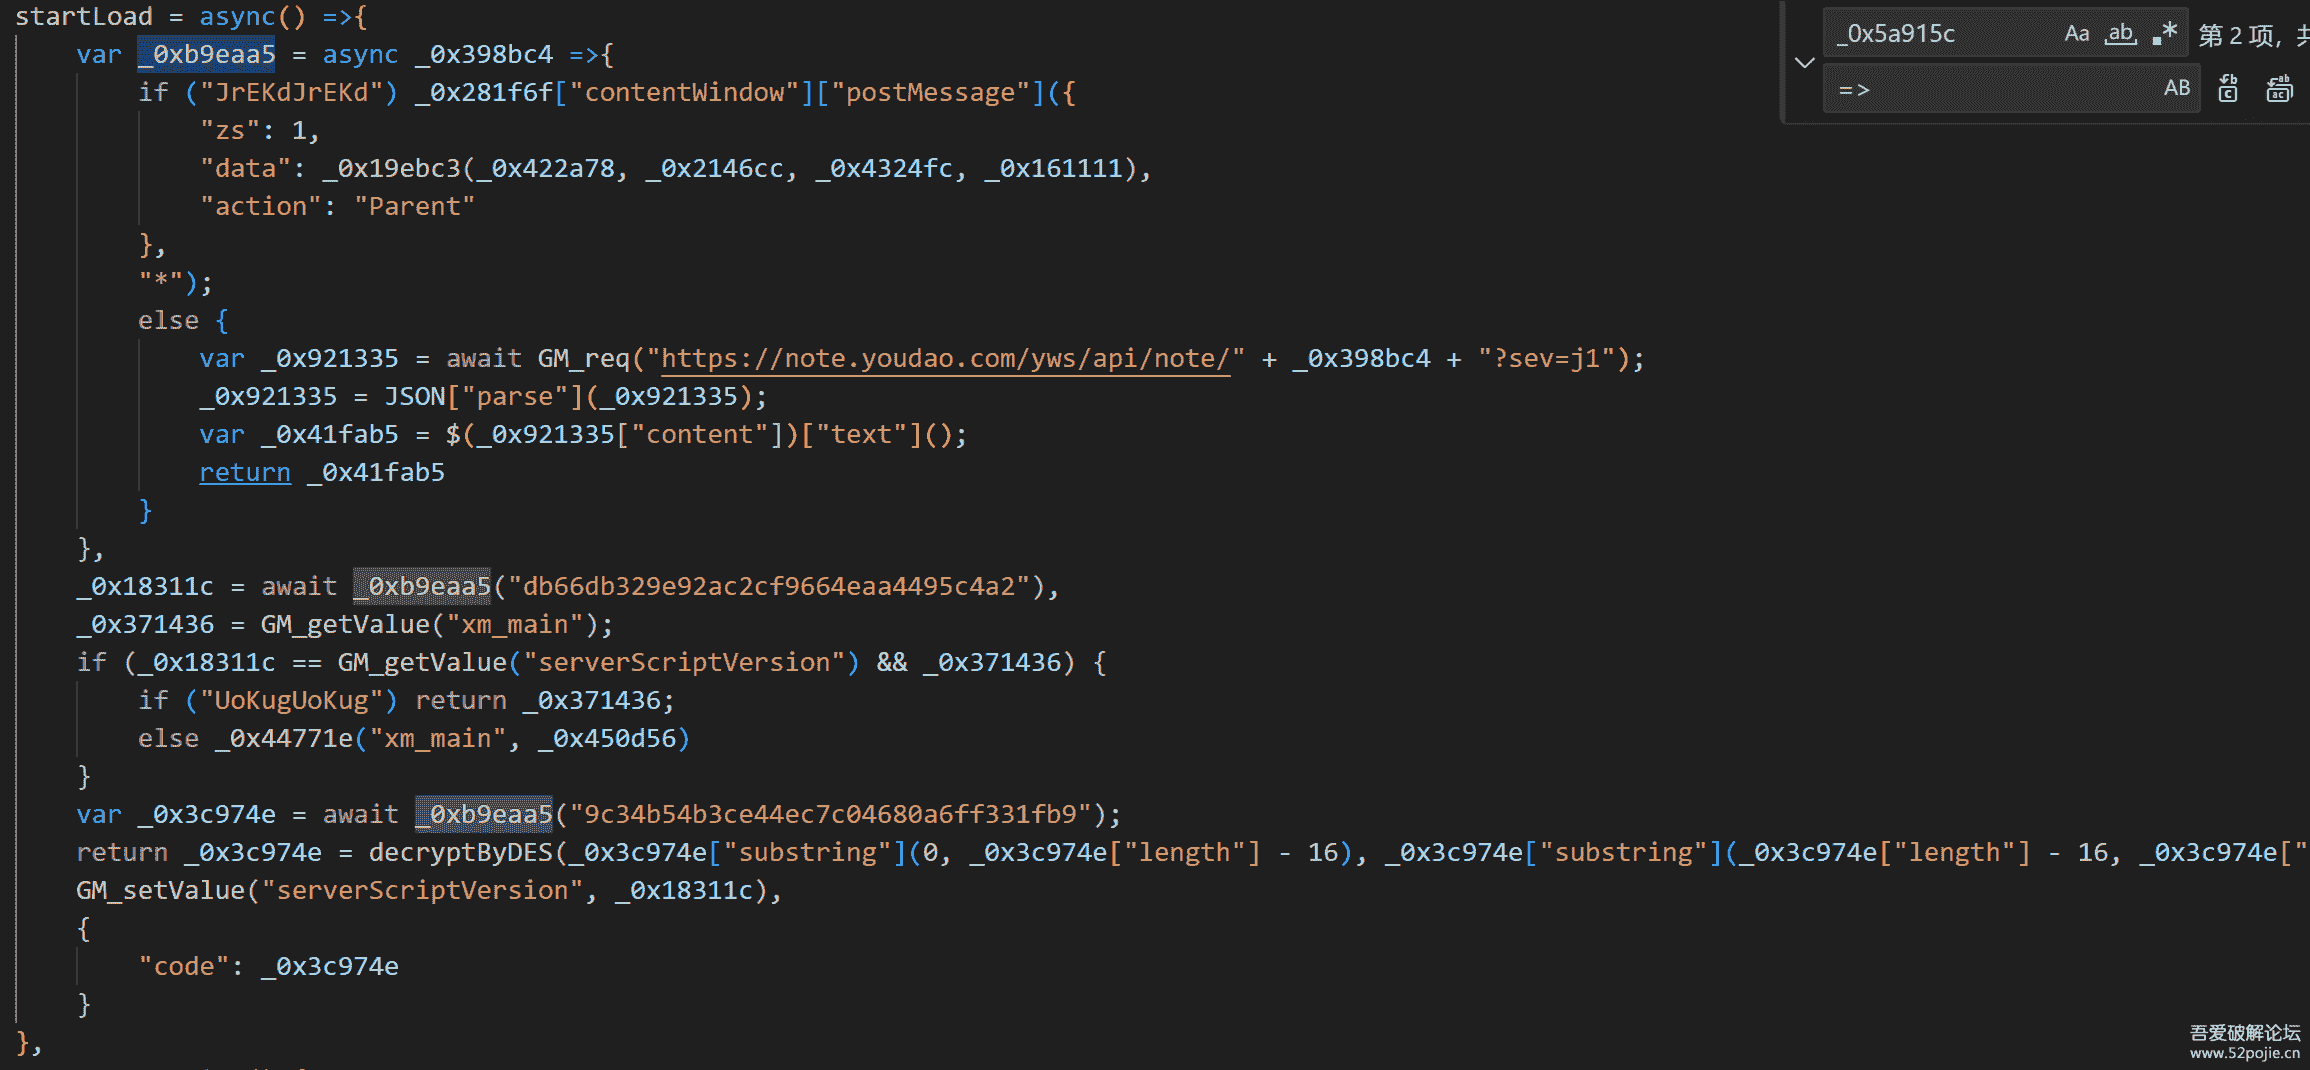 startLoad = async() =>{
var _0xb9eaa5 = async _0x398bc4 =>{
if ("JrEKdJrEKd") _0x281f6f["contentWindow"]["postMessage"]({
"zs": 1,
"data": _0x19ebc3(_0x422a78, _0x2146cc, _0x4324fc, _0x161111),
"action": "Parent"
},
"*");
else {
var _0x921335 = await GM_req("https://note.youdao.com/yws/api/note/" + _0x398bc4 + "?sev=j1");
_0x921335 = JSON["parse"](_0x921335);
var _0x41fab5 = $(_0x921335["content"])["text"]();
return _0x41fab5
}
},
_0x18311c = await _0xb9eaa5("db66db329e92ac2cf9664eaa4495c4a2"),
_0x371436 = GM_getValue("xm_main");
if (_0x18311c == GM_getValue("serverScriptVersion") && _0x371436) {
if ("UoKugUoKug") return _0x371436;
else _0x44771e("xm_main", _0x450d56)
}
var _0x3c974e = await _0xb9eaa5("9c34b54b3ce44ec7c04680a6ff331fb9");
return _0x3c974e = decryptByDES(_0x3c974e["substring"](0, _0x3c974e["length"] - 16), _0x3c974e["substring"](_0x3c974e["length"] - 16, _0x3c974e["
GM_setValue("serverScriptVersion", _0x18311c),
{
"code": _0x3c974e
}
},
_0x5a915c Aa ab .* 第 2 项,
=> AB
吾爱破解论坛
www.52pojie.cn